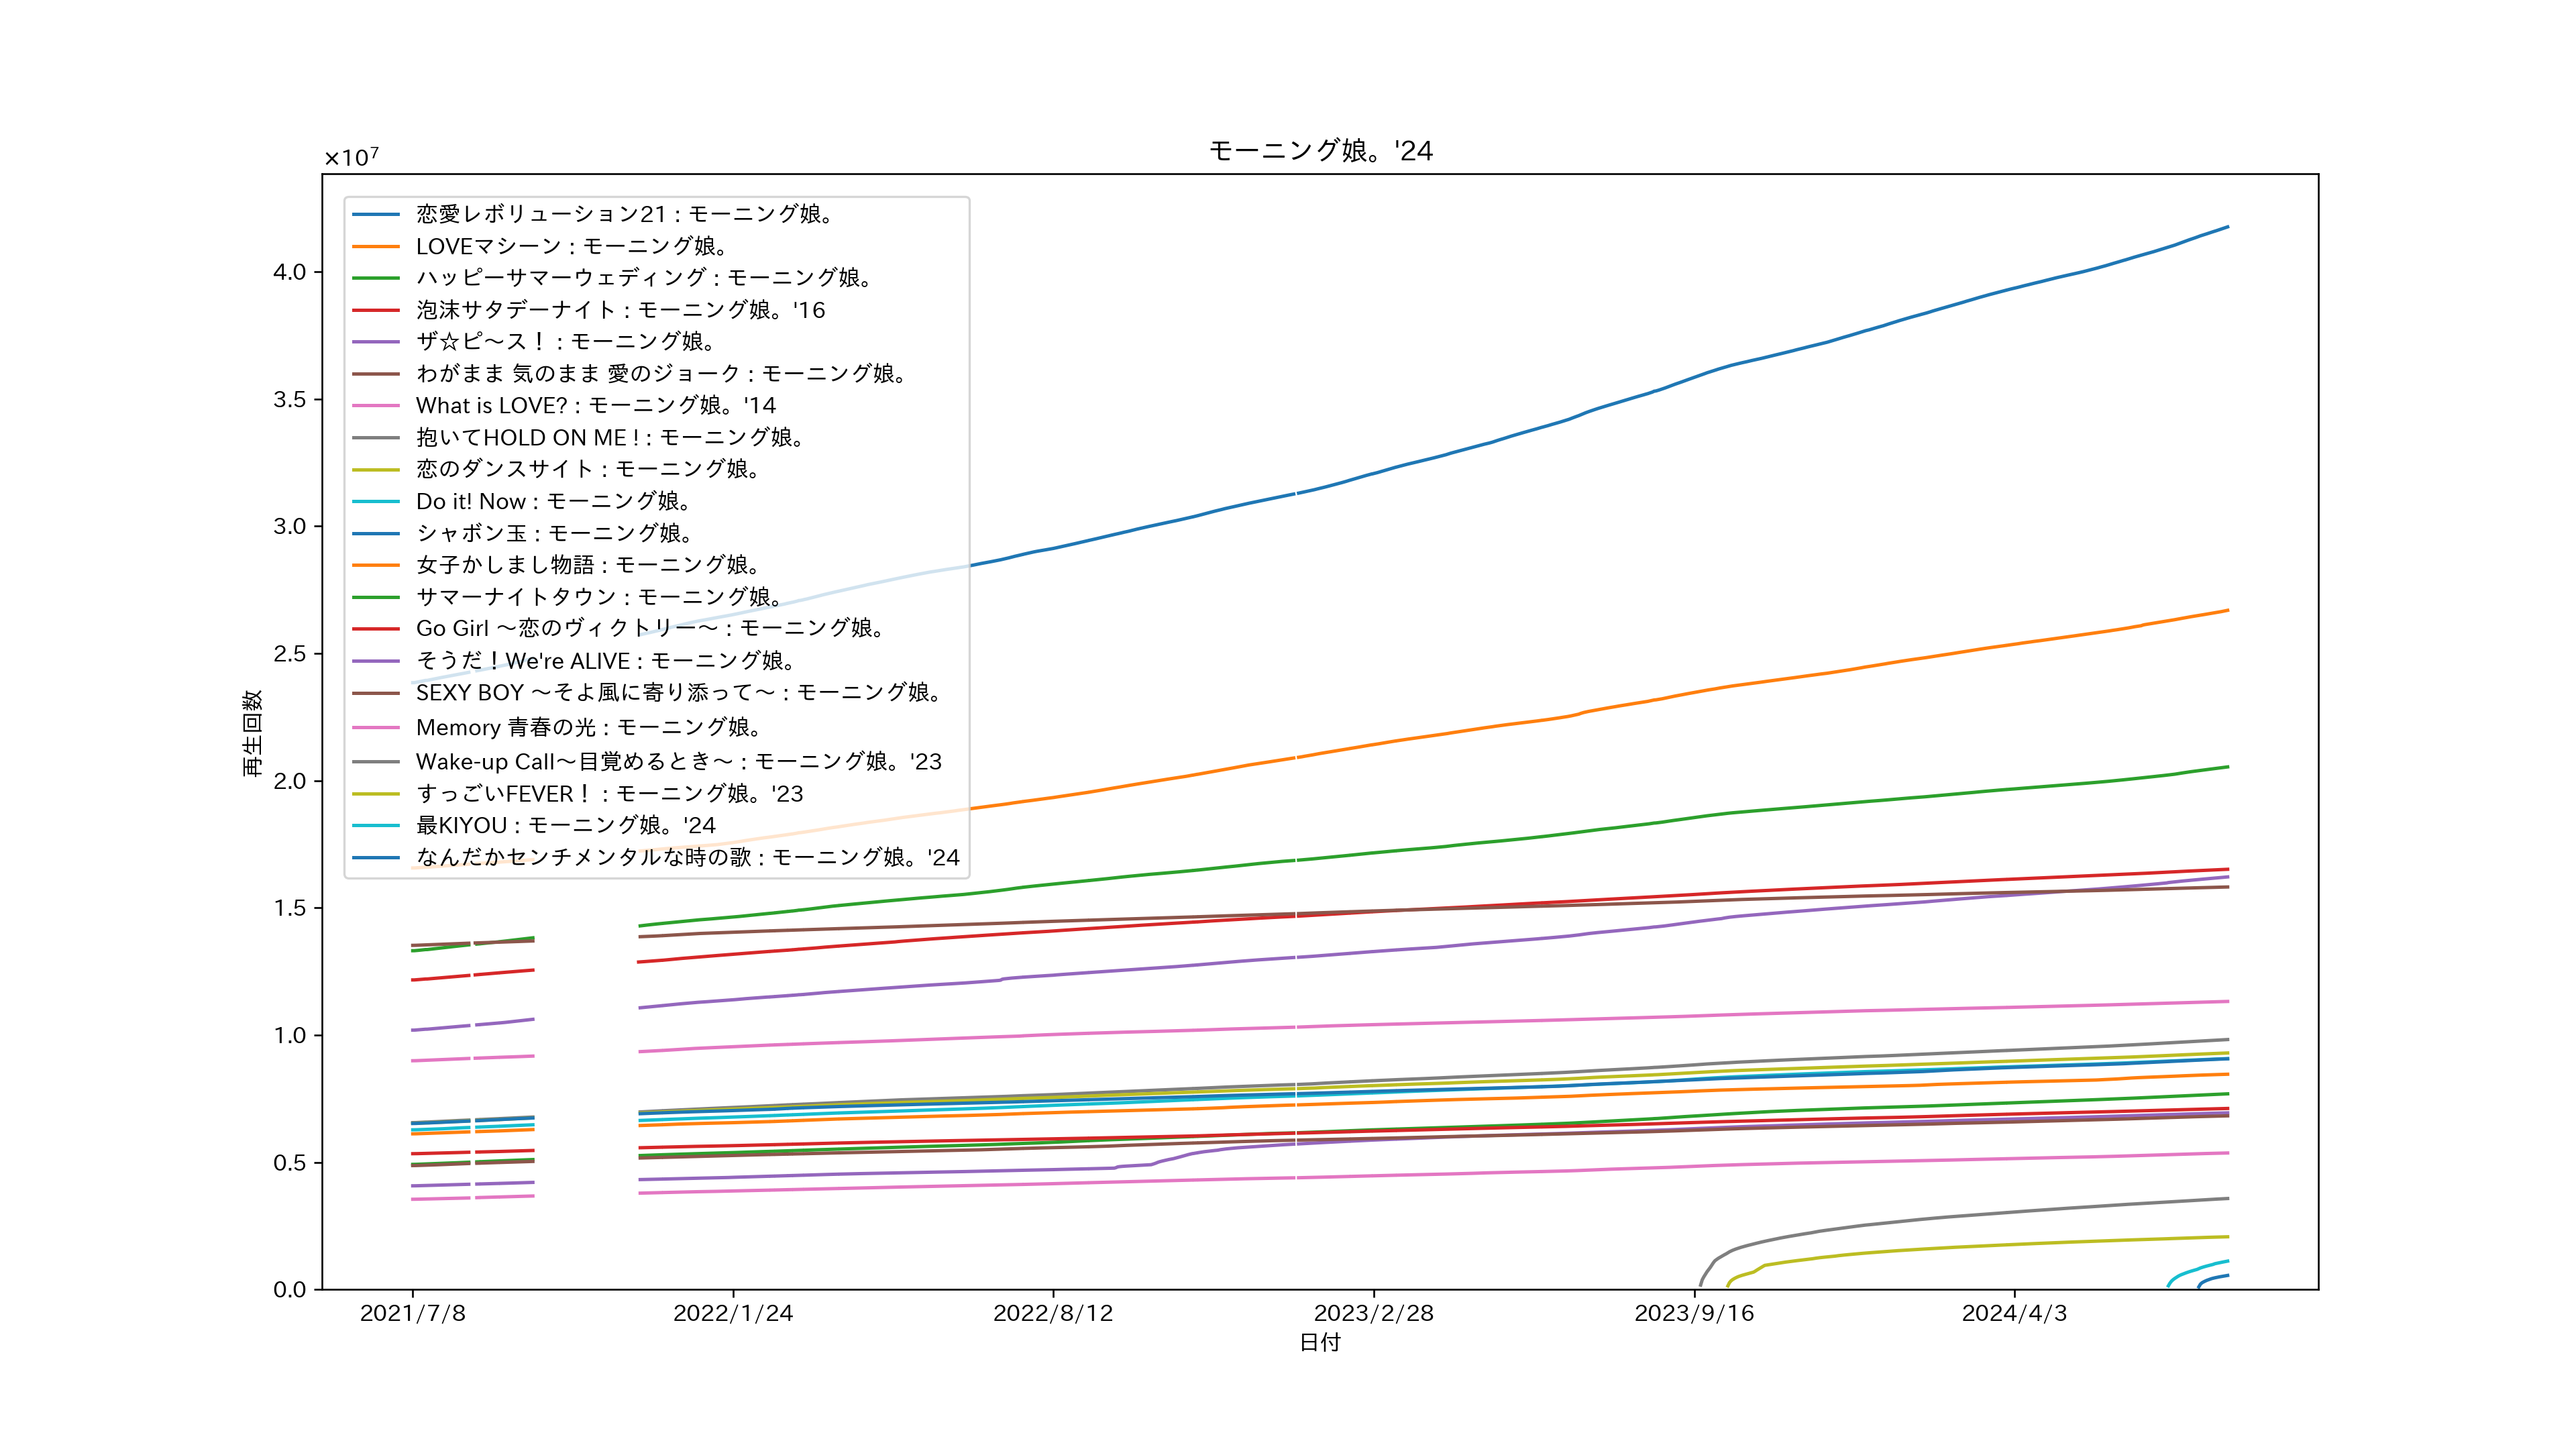 モーニング娘。'24
×10⁷
恋愛レボリューション21 : モーニング娘。
LOVEマシーン : モーニング娘。
ハッピーサマーウェディング : モーニング娘。
泡沫サタデーナイト : モーニング娘。'16
ザ☆ピ〜ス！ : モーニング娘。
わがまま 気のまま 愛のジョーク : モーニング娘。
What is LOVE? : モーニング娘。'14
抱いてHOLD ON ME ! : モーニング娘。
恋のダンスサイト : モーニング娘。
Do it! Now : モーニング娘。
シャボン玉 : モーニング娘。
女子かしまし物語 : モーニング娘。
サマーナイトタウン : モーニング娘。
Go Girl 〜恋のヴィクトリー〜 : モーニング娘。
そうだ！We're ALIVE : モーニング娘。
SEXY BOY 〜そよ風に寄り添って〜 : モーニング娘。
Memory 青春の光 : モーニング娘。
Wake-up Call〜目覚めるとき〜 : モーニング娘。'23
すっごいFEVER！ : モーニング娘。'23
最KIYOU : モーニング娘。'24
なんだかセンチメンタルな時の歌 : モーニング娘。'24
4.0
3.5
3.0
2.5
2.0
1.5
1.0
0.5
0.0
再生回数
2021/7/8
2022/1/24
2022/8/12
2023/2/28
2023/9/16
2024/4/3
日付